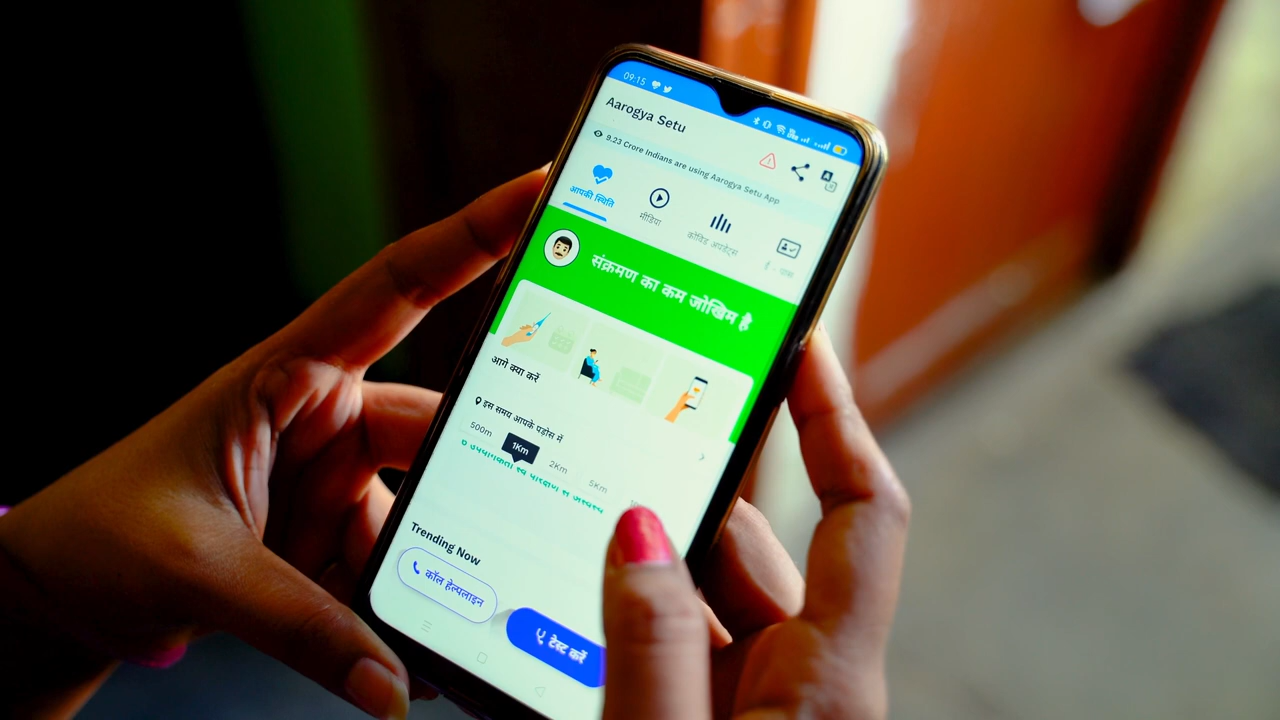 09:15
Aarogya Setu
9.23 Crore Indians are using Aarogya Setu App
आपकी स्थिति
मीडिया
कोविड अपडेट्स
ई - पास
संक्रमण का कम जोखिम है
आगे क्या करें
इस समय आपके पड़ोस में
500m
1Km
2Km
5Km
Trending Now
कॉल हेल्पलाइन
टेस्ट करें